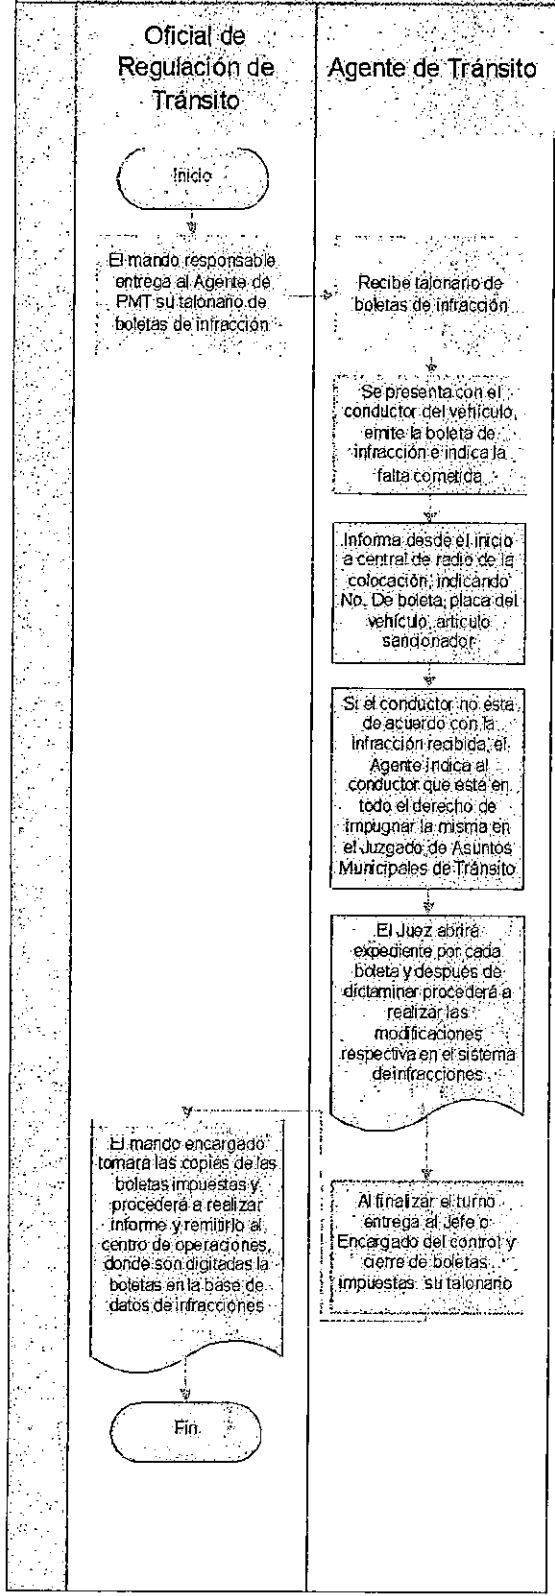 Oficial de
Regulación de
Tránsito
Agente de Tránsito
Inicio
El mando responsable
entrega al Agente de
PMT su talonario de
boletas de infracción
Recibe talonario de
boletas de infracción
Se presenta con el
conductor del vehículo,
emite la boleta de
infracción e indica la
falta cometida
Informa desde el inicio
a central de radio de la
colocación, indicando
No. De boleta, placa del
vehículo, artículo
sancionador
Si el conductor no esta
de acuerdo con la
infracción recibida, el
Agente indica al
conductor que esta en
todo el derecho de
impugnar la misma en
el Juzgado de Asuntos
Municipales de Tránsito
El Juez abrirá
expediente por cada
boleta y después de
dictaminar procederá a
realizar las
modificaciones
respectiva en el sistema
de infracciones
Al finalizar el turno
entrega al Jefe o
Encargado del control y
cierre de boletas
impuestas su talonario
El mando encargado
tomara las copias de las
boletas impuestas y
procederá a realizar
informe y remitirlo al
centro de operaciones,
donde son digitadas la
boletas en la base de
datos de infracciones
Fin